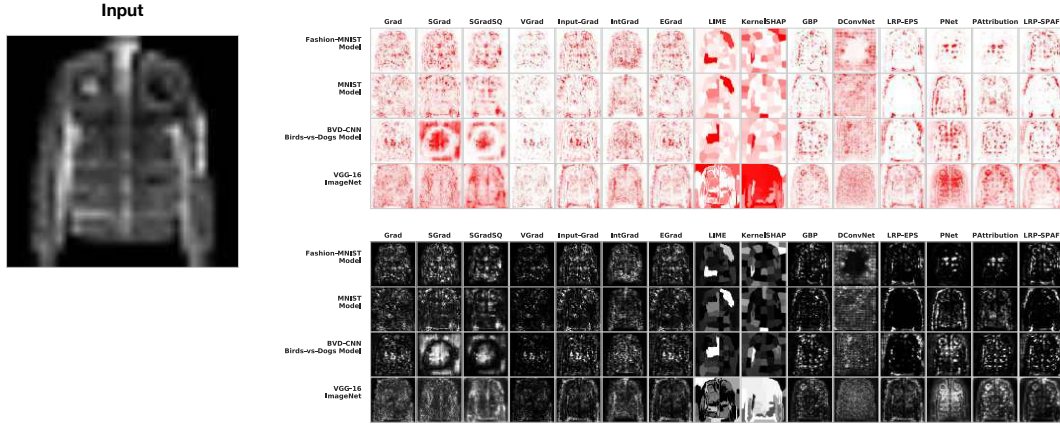 Input
Grad SGrad SGradSQ VGrad Input-Grad IntGrad EGrad LIME KernelSHAP GBP DConvNet LRP-EPS PNet PAttribution LRP-SPAF
Fashion-MNIST
Model
MNIST
Model
BVD-CNN
Birds-vs-Dogs Model
VGG-16
ImageNet
Grad SGrad SGradSQ VGrad Input-Grad IntGrad EGrad LIME KernelSHAP GBP DConvNet LRP-EPS PNet PAttribution LRP-SPAF
Fashion-MNIST
Model
MNIST
Model
BVD-CNN
Birds-vs-Dogs Model
VGG-16
ImageNet